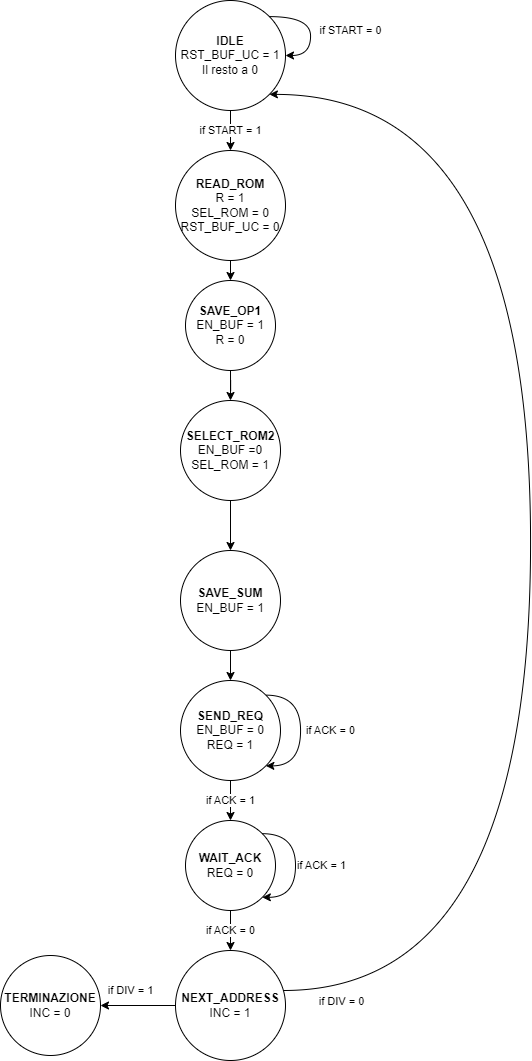 IDLE
RST_BUF_UC = 1
Il resto a 0
if START = 0
if START = 1
READ_ROM
R = 1
SEL_ROM = 0
RST_BUF_UC = 0
SAVE_OP1
EN_BUF = 1
R = 0
SELECT_ROM2
EN_BUF =0
SEL_ROM = 1
SAVE_SUM
EN_BUF = 1
SEND_REQ
EN_BUF = 0
REQ = 1
if ACK = 0
if ACK = 1
WAIT_ACK
REQ = 0
if ACK = 1
if ACK = 0
TERMINAZIONE
INC = 0
if DIV = 1
NEXT_ADDRESS
INC = 1
if DIV = 0